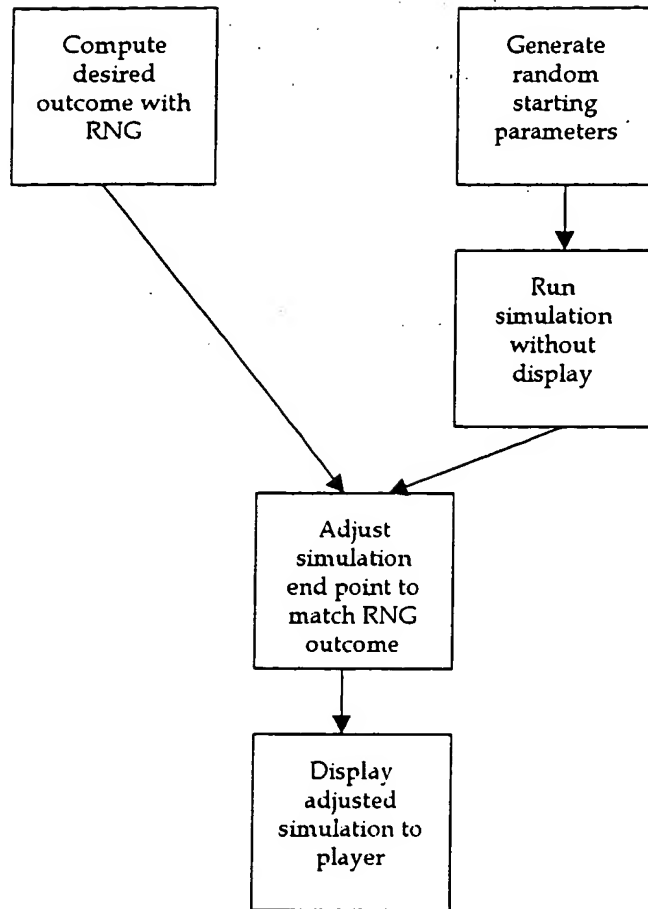 Compute
desired
outcome with
RNG
Generate
random
starting
parameters
Run
simulation
without
display
Adjust
simulation
end point to
match RNG
outcome
Display
adjusted
simulation to
player